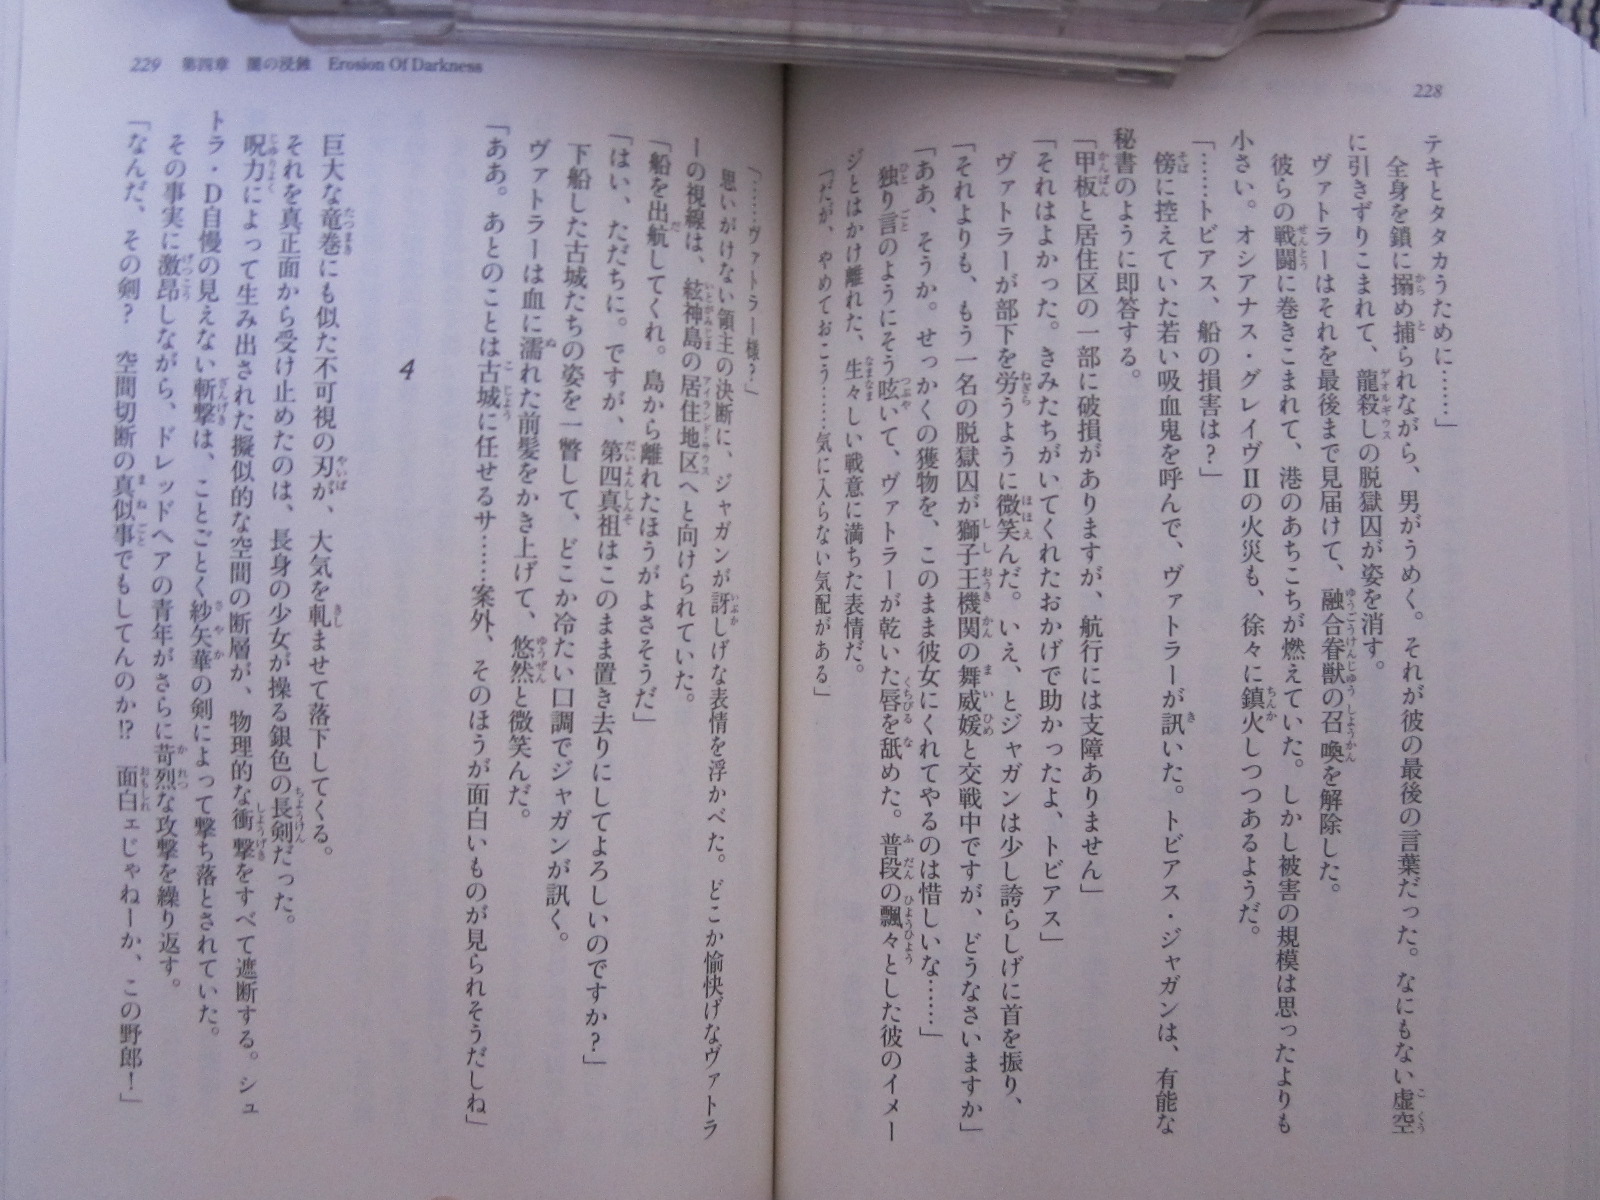 228
テキとタタカうために……」
全身を鎖に搦め捕られながら、男がうめく。それが彼の最後の言葉だった。なにもない虚空
に引きずりこまれて、龍殺しの脱獄囚が姿を消す。
ヴァトラーはそれを最後まで見届けて、融合眷獣の召喚を解除した。
彼らの戦闘に巻きこまれて、港のあちこちが燃えていた。しかし被害の規模は思ったよりも
小さい。オシアナス・グレイヴⅡの火災も、徐々に鎮火しつつあるようだ。
「……トビアス、船の損害は？」
傍に控えていた若い吸血鬼を呼んで、ヴァトラーが訊いた。トビアス・ジャガンは、有能な
秘書のように即答する。
「甲板と居住区の一部に破損がありますが、航行には支障ありません」
「それはよかった。きみたちがいてくれたおかげで助かったよ、トビアス」
ヴァトラーが部下を労うように微笑んだ。いえ、とジャガンは少し誇らしげに首を振り、
「それよりも、もう一名の脱獄囚が獅子王機関の舞威媛と交戦中ですが、どうなさいますか」
「ああ、そうか。せっかくの獲物を、このまま彼女にくれてやるのは惜しいな……」
独り言のようにそう呟いて、ヴァトラーが乾いた唇を舐めた。普段の飄々とした彼のイメー
ジとはかけ離れた、生々しい戦意に満ちた表情だ。
「だが、やめておこう……気に入らない気配がある」
229 第四章 闇の浸蝕 Erosion Of Darkness
「……ヴァトラー様？」
思いがけない領主の決断に、ジャガンが訝しげな表情を浮かべた。どこか愉快げなヴァトラ
ーの視線は、絃神島の居住地区へと向けられていた。
「船を出航してくれ。島から離れたほうがよさそうだ」
「はい、ただちに。ですが、第四真祖はこのまま置き去りにしてよろしいのですか？」
下船した古城たちの姿を一瞥して、どこか冷たい口調でジャガンが訊く。
ヴァトラーは血に濡れた前髪をかき上げて、悠然と微笑んだ。
「ああ。あとのことは古城に任せるサ……案外、そのほうが面白いものが見られそうだしね」
4
巨大な竜巻にも似た不可視の刃が、大気を軋ませて落下してくる。
それを真正面から受け止めたのは、長身の少女が操る銀色の長剣だった。
呪力によって生み出された擬似的な空間の断層が、物理的な衝撃をすべて遮断する。シュ
トラ・Ｄ自慢の見えない斬撃は、ことごとく紗矢華の剣によって撃ち落とされていた。
その事実に激昂しながら、ドレッドヘアの青年がさらに苛烈な攻撃を繰り返す。
「なんだ、その剣？　空間切断の真似事でもしてんのか!?　面白ェじゃねーか、この野郎！」